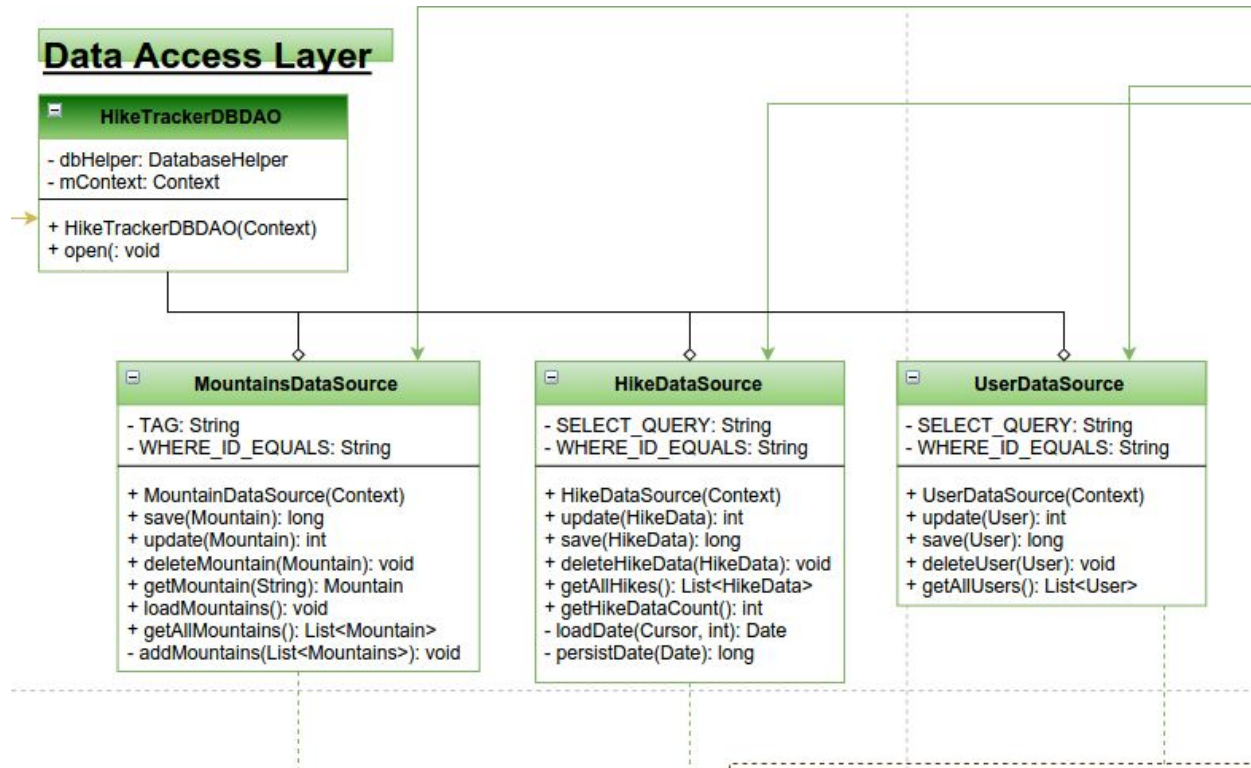 Data Access Layer
HikeTrackerDBDAO
- dbHelper: DatabaseHelper
- mContext: Context
+ HikeTrackerDBDAO(Context)
+ open(: void
MountainsDataSource
- TAG: String
- WHERE_ID_EQUALS: String
+ MountainDataSource(Context)
+ save(Mountain): long
+ update(Mountain): int
+ deleteMountain(Mountain): void
+ getMountain(String): Mountain
+ loadMountains(): void
+ getAllMountains(): List<Mountain>
- addMountains(List<Mountains>): void
HikeDataSource
- SELECT_QUERY: String
- WHERE_ID_EQUALS: String
+ HikeDataSource(Context)
+ update(HikeData): int
+ save(HikeData): long
+ deleteHikeData(HikeData): void
+ getAllHikes(): List<HikeData>
+ getHikeDataCount(): int
- loadDate(Cursor, int): Date
- persistDate(Date): long
UserDataSource
- SELECT_QUERY: String
- WHERE_ID_EQUALS: String
+ UserDataSource(Context)
+ update(User): int
+ save(User): long
+ deleteUser(User): void
+ getAllUsers(): List<User>